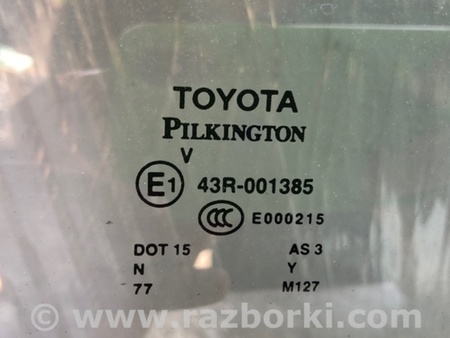 TOYOTA
PILKINGTON
V
E1 43R-001385
CCC E000215
DOT 15 AS 3
N Y
77 M127
© www.razborki.com